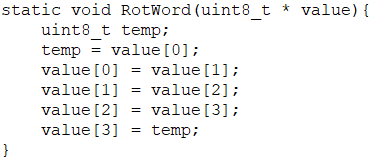 static void RotWord(uint8_t * value){
    uint8_t temp;
    temp = value[0];
    value[0] = value[1];
    value[1] = value[2];
    value[2] = value[3];
    value[3] = temp;
}